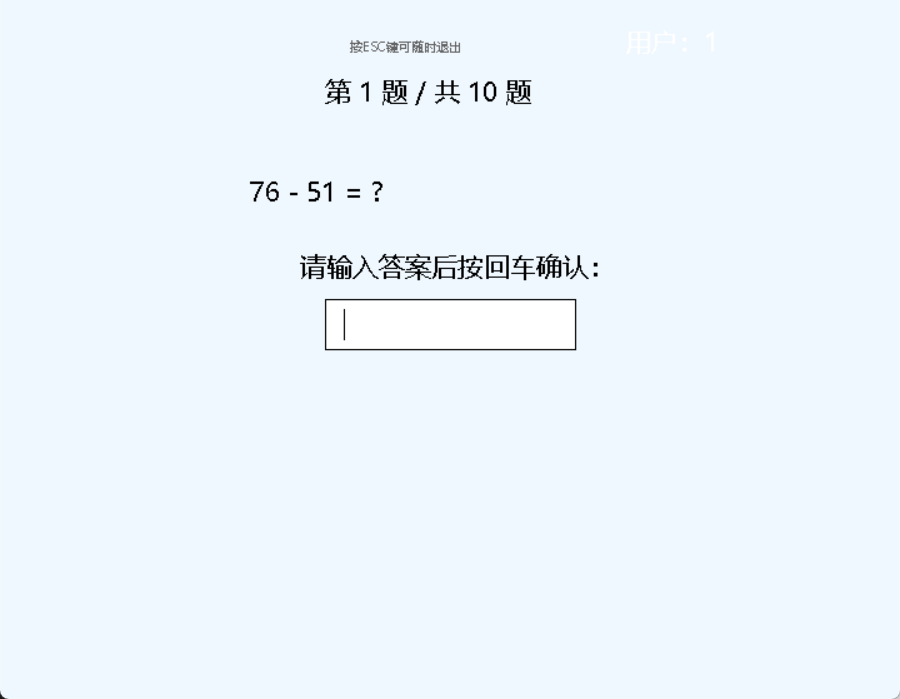 按ESC键可随时退出
用户：1
第 1 题 / 共 10 题
76 - 51 = ?
请输入答案后按回车确认：